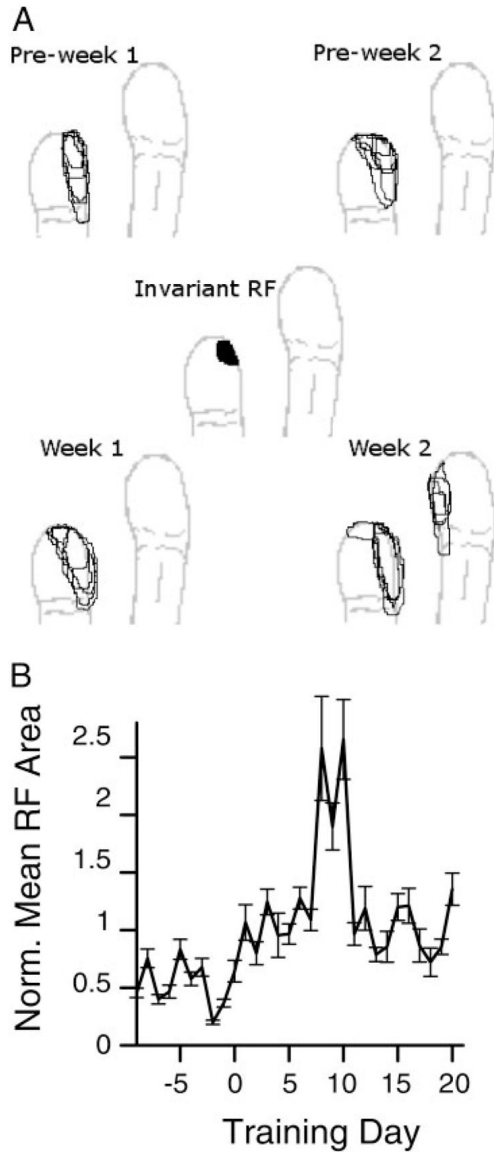 A
Pre-week 1
Pre-week 2
Invariant RF
Week 1
Week 2
B
Norm. Mean RF Area
2.5
2
1.5
1
0.5
0
-5 0 5 10 15 20
Training Day